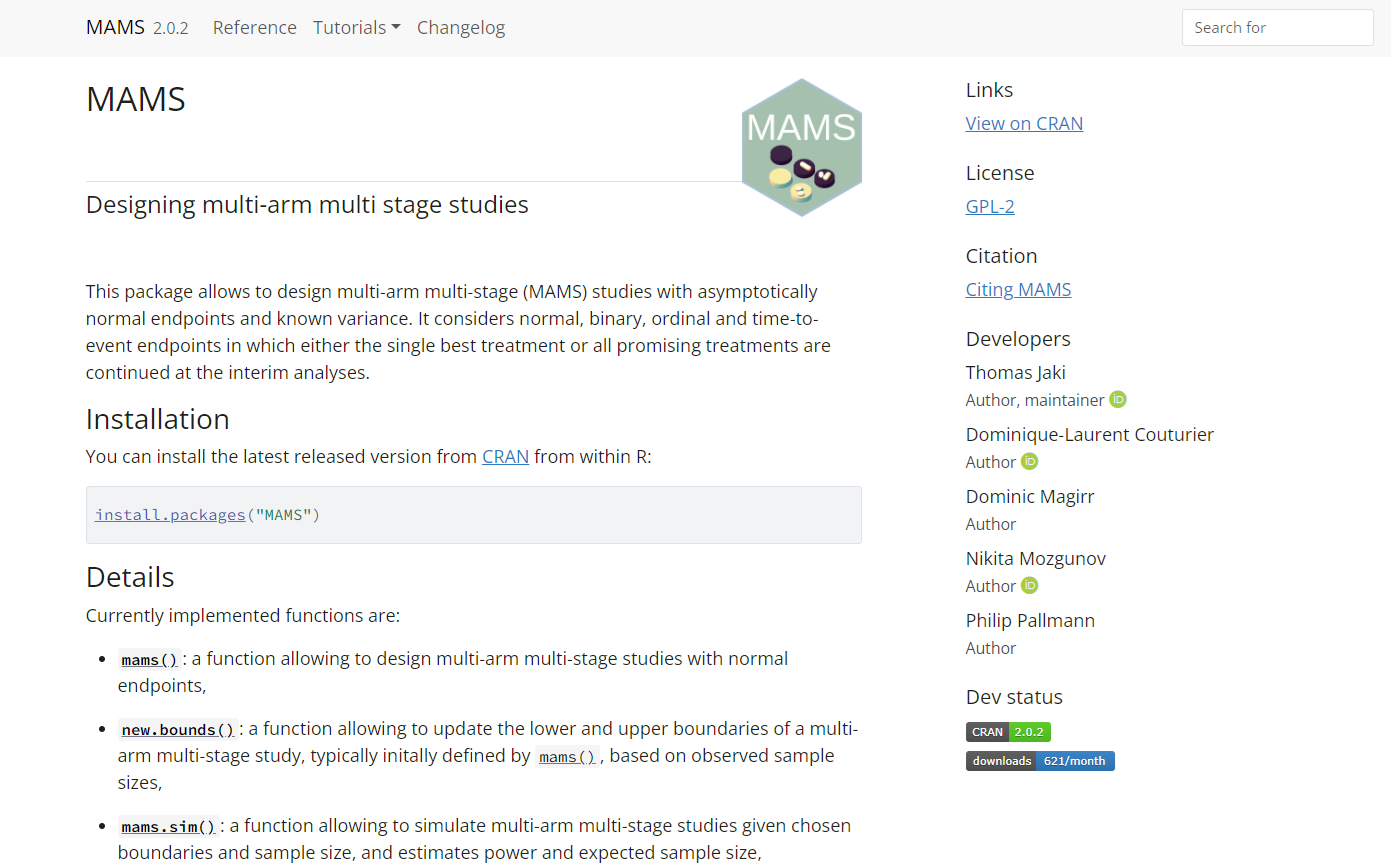 MAMS 2.0.2 Reference Tutorials Changelog Search for
MAMS
MAMS
Designing multi-arm multi stage studies
This package allows to design multi-arm multi-stage (MAMS) studies with asymptotically
normal endpoints and known variance. It considers normal, binary, ordinal and time-to-
event endpoints in which either the single best treatment or all promising treatments are
continued at the interim analyses.
Installation
You can install the latest released version from CRAN from within R:
install.packages("MAMS")
Details
Currently implemented functions are:
• mams() : a function allowing to design multi-arm multi-stage studies with normal
endpoints,
• new.bounds() : a function allowing to update the lower and upper boundaries of a multi-
arm multi-stage study, typically initally defined by mams() , based on observed sample
sizes,
• mams.sim() : a function allowing to simulate multi-arm multi-stage studies given chosen
boundaries and sample size, and estimates power and expected sample size,
Links
View on CRAN
License
GPL-2
Citation
Citing MAMS
Developers
Thomas Jaki
Author, maintainer iD
Dominique-Laurent Couturier
Author iD
Dominic Magirr
Author
Nikita Mozgunov
Author iD
Philip Pallmann
Author
Dev status
CRAN 2.0.2
downloads 621/month